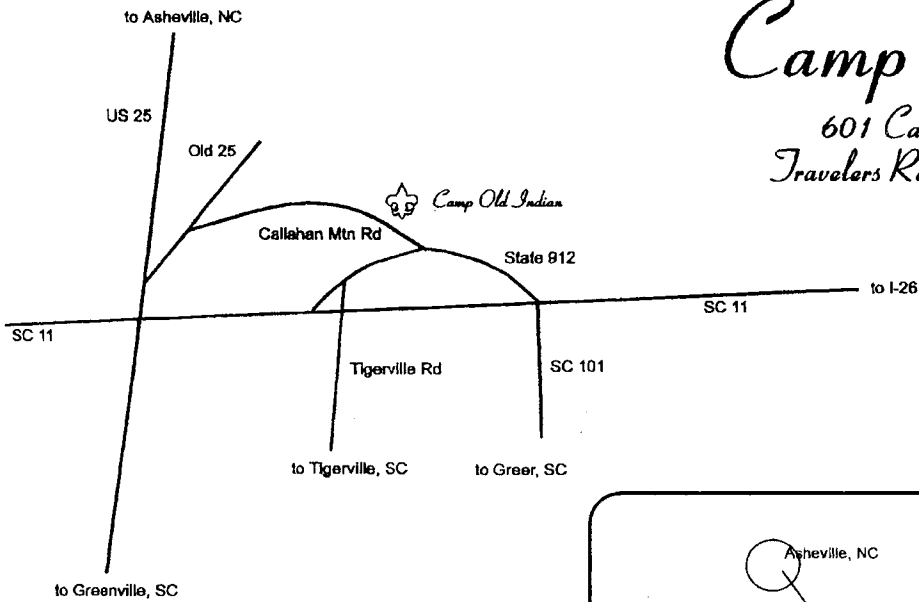 to Asheville, NC
Camp
US 25
601 Ca
Old 25
Travelers R
Camp Old Indian
Callahan Mtn Rd
State 912
to I-26
SC 11
SC 11
Tigerville Rd
SC 101
to Tigerville, SC
to Greer, SC
Asheville, NC
to Greenville, SC